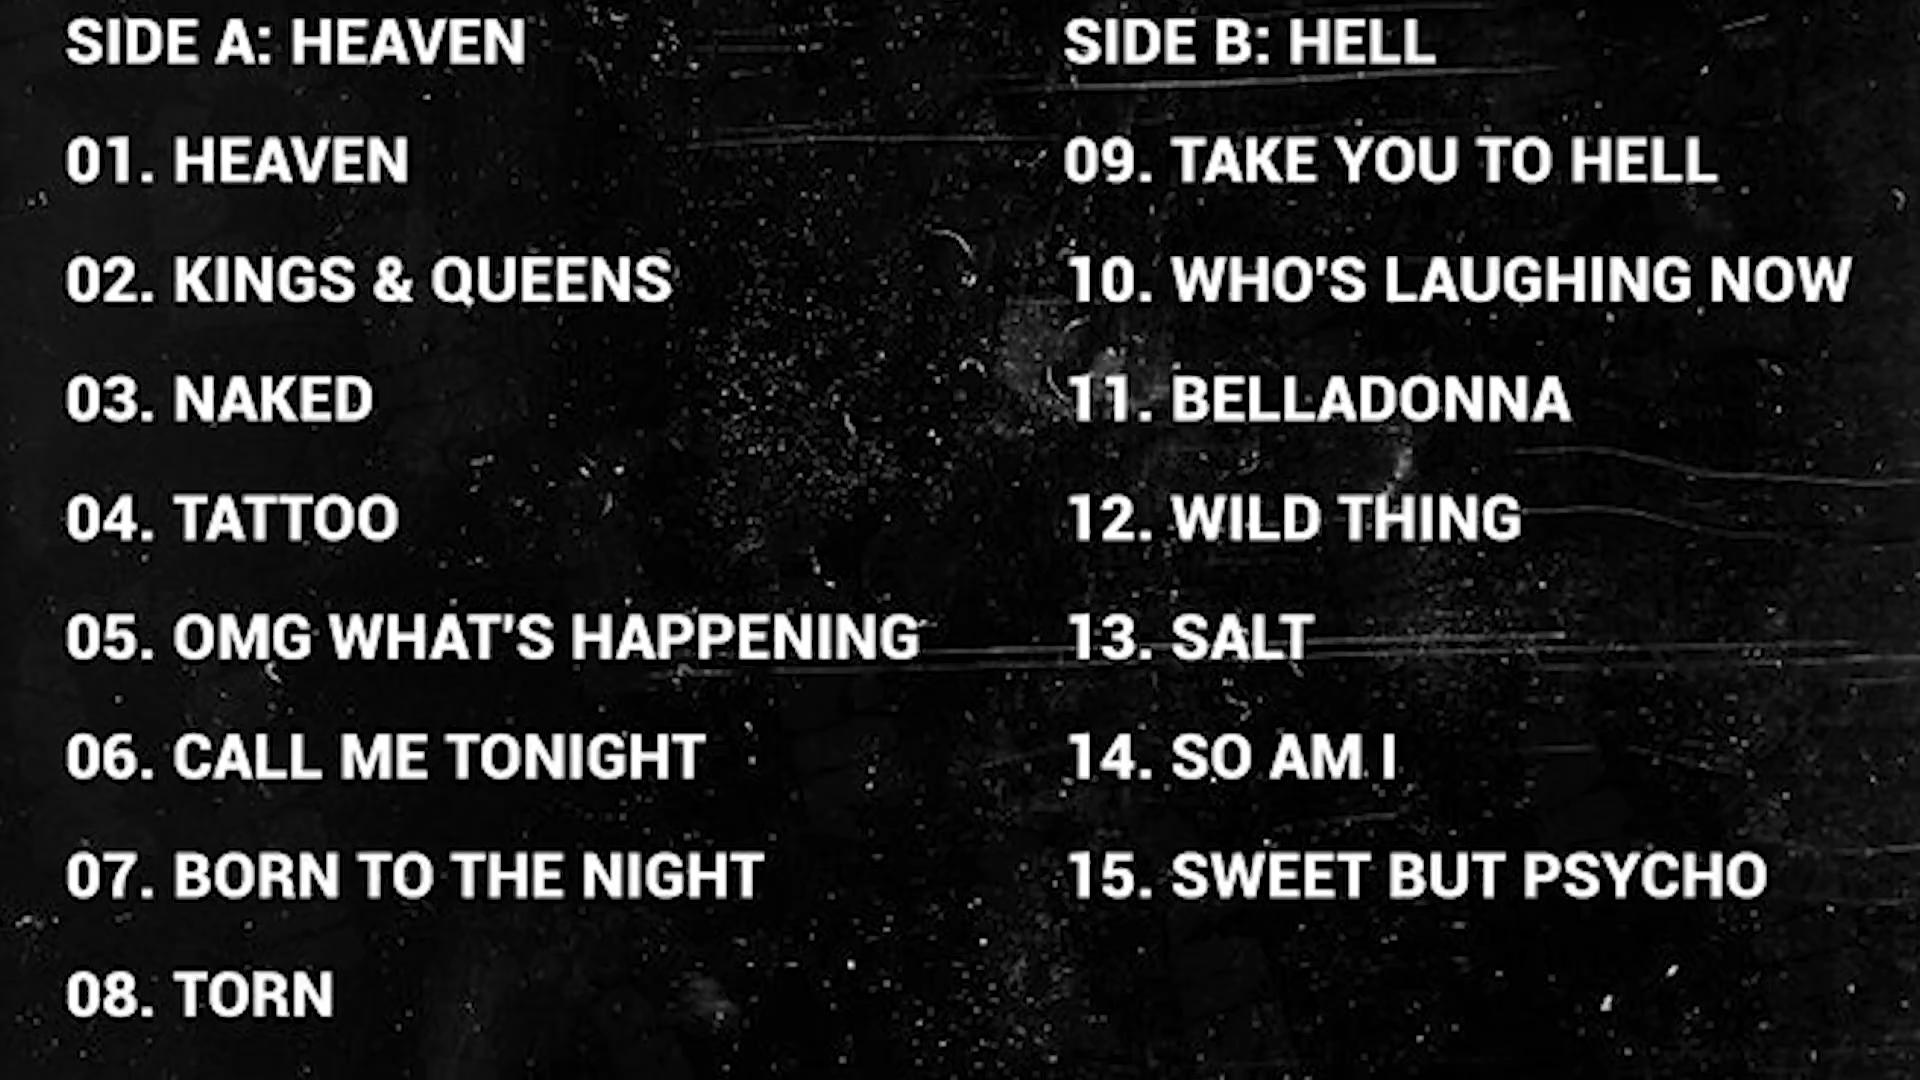 SIDE A: HEAVEN
01. HEAVEN
02. KINGS & QUEENS
03. NAKED
04. TATTOO
05. OMG WHAT'S HAPPENING
06. CALL ME TONIGHT
07. BORN TO THE NIGHT
08. TORN
SIDE B: HELL
09. TAKE YOU TO HELL
10. WHO'S LAUGHING NOW
11. BELLADONNA
12. WILD THING
13. SALT
14. SO AM I
15. SWEET BUT PSYCHO